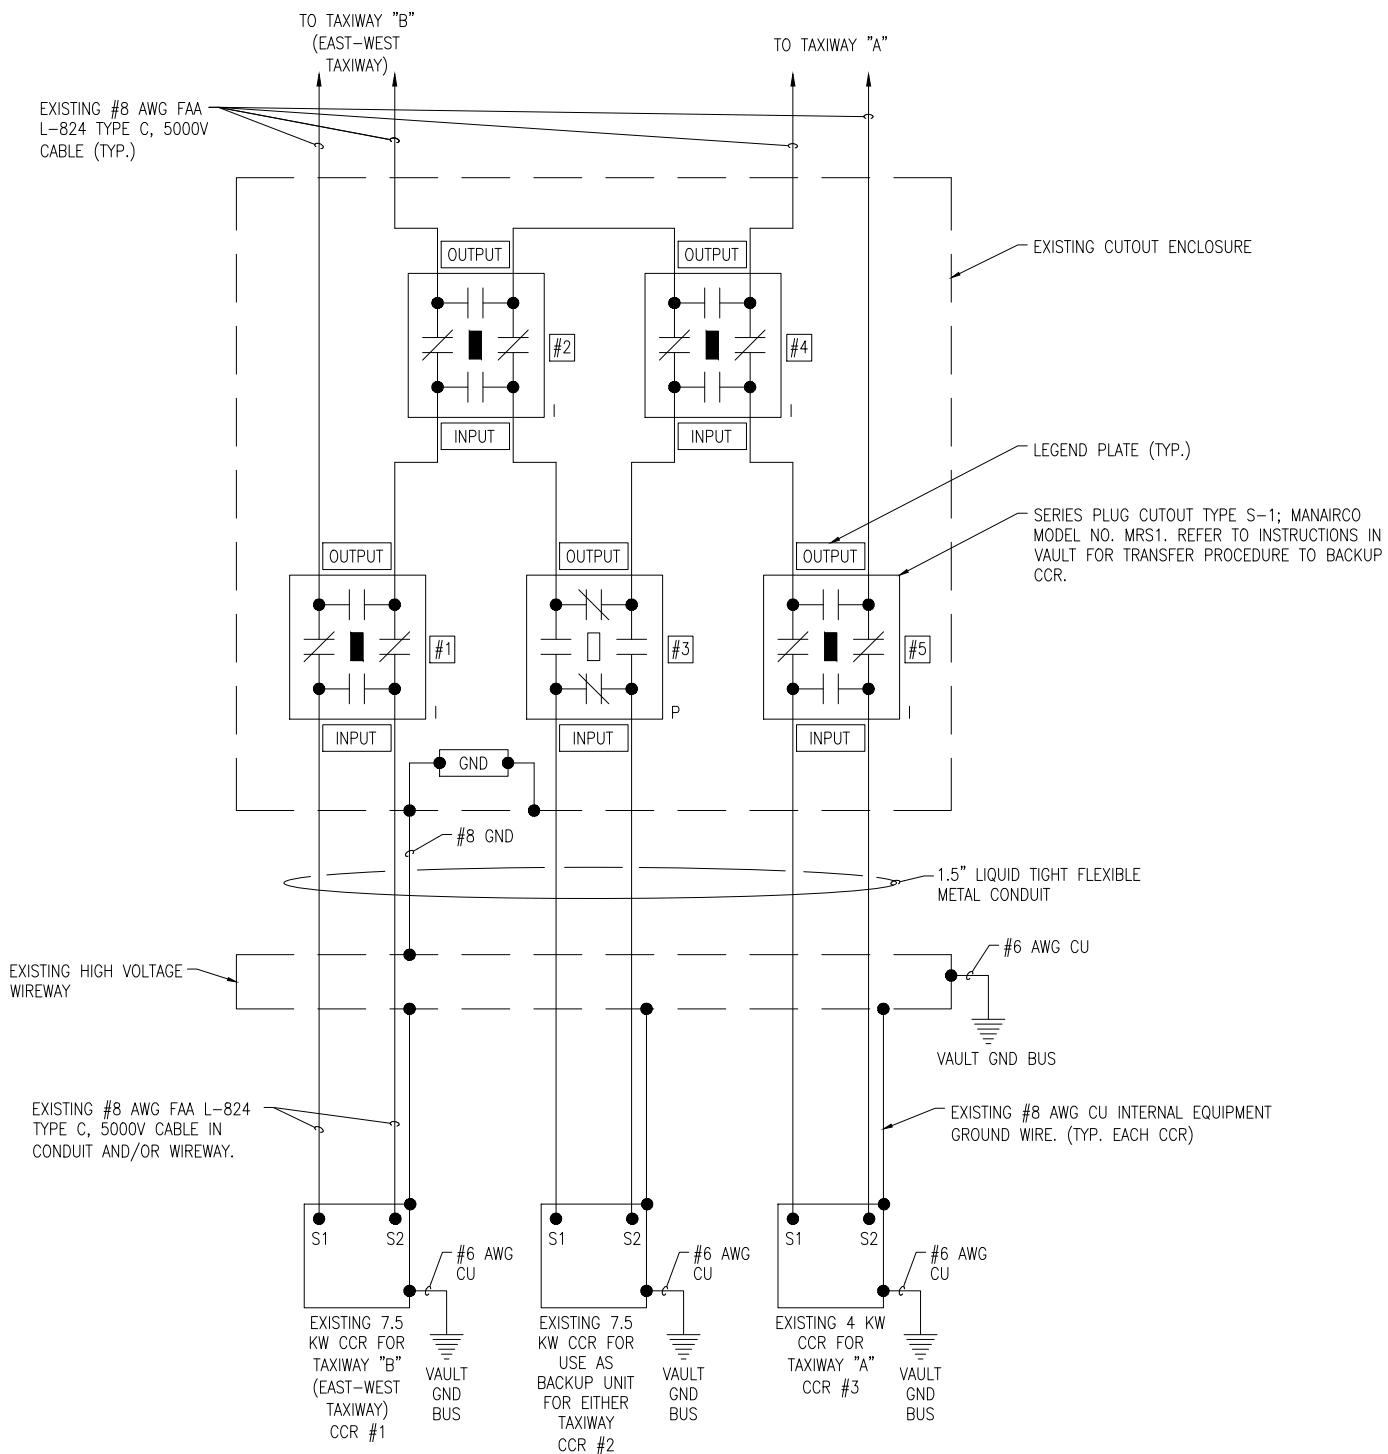 TO TAXIWAY "B"
(EAST-WEST
TAXIWAY)
TO TAXIWAY "A"
EXISTING #8 AWG FAA
L-824 TYPE C, 5000V
CABLE (TYP.)
OUTPUT
OUTPUT
EXISTING CUTOUT ENCLOSURE
#2
#4
I
I
INPUT
INPUT
LEGEND PLATE (TYP.)
SERIES PLUG CUTOUT TYPE S-1; MANAIRCO
MODEL NO. MRS1. REFER TO INSTRUCTIONS IN
VAULT FOR TRANSFER PROCEDURE TO BACKUP
CCR.
OUTPUT
OUTPUT
OUTPUT
#1
#3
#5
I
P
I
INPUT
INPUT
INPUT
GND
#8 GND
1.5" LIQUID TIGHT FLEXIBLE
METAL CONDUIT
#6 AWG CU
EXISTING HIGH VOLTAGE
WIREWAY
VAULT GND BUS
EXISTING #8 AWG FAA L-824
TYPE C, 5000V CABLE IN
CONDUIT AND/OR WIREWAY.
EXISTING #8 AWG CU INTERNAL EQUIPMENT
GROUND WIRE. (TYP. EACH CCR)
S1
S2
S1
S2
S1
S2
#6 AWG
CU
#6 AWG
CU
#6 AWG
CU
EXISTING 7.5
KW CCR FOR
TAXIWAY "B"
(EAST-WEST
TAXIWAY)
CCR #1
VAULT
GND
BUS
EXISTING 7.5
KW CCR FOR
USE AS
BACKUP UNIT
FOR EITHER
TAXIWAY
CCR #2
VAULT
GND
BUS
EXISTING 4 KW
CCR FOR
TAXIWAY "A"
CCR #3
VAULT
GND
BUS